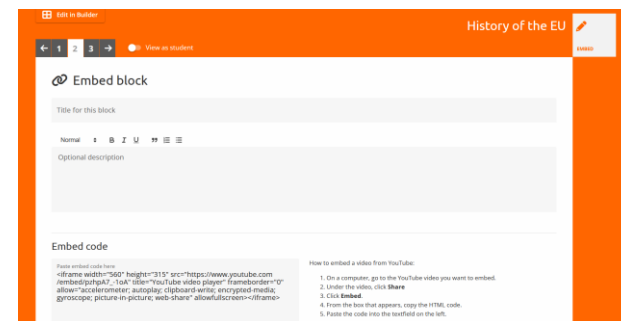 Edit in Builder
History of the EU
EMBED
← 1 2 3 → View as student
Embed block
Title for this block
Normal B I U
Optional description
Embed code
Paste embed code here
<iframe width="560" height="315" src="https://www.youtube.com
/embed/pzhpA7_-1oA" title="YouTube video player" frameborder="0"
allow="accelerometer; autoplay; clipboard-write; encrypted-media;
gyroscope; picture-in-picture; web-share" allowfullscreen></iframe>
How to embed a video from YouTube:
1. On a computer, go to the YouTube video you want to embed.
2. Under the video, click Share
3. Click Embed.
4. From the box that appears, copy the HTML code.
5. Paste the code into the textfield on the left.